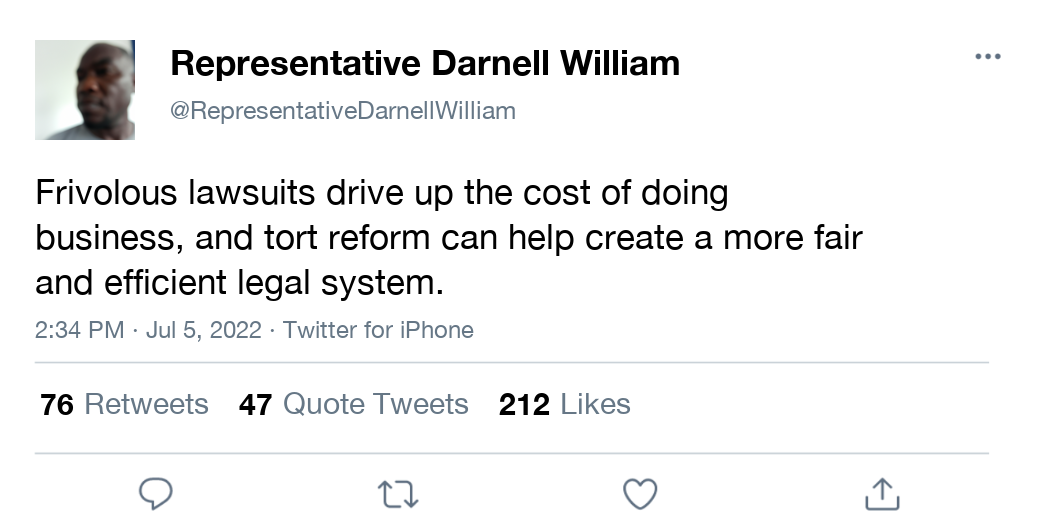 Representative Darnell William
@RepresentativeDarnellWilliam
Frivolous lawsuits drive up the cost of doing
business, and tort reform can help create a more fair
and efficient legal system.
2:34 PM · Jul 5, 2022 · Twitter for iPhone
76 Retweets 47 Quote Tweets 212 Likes